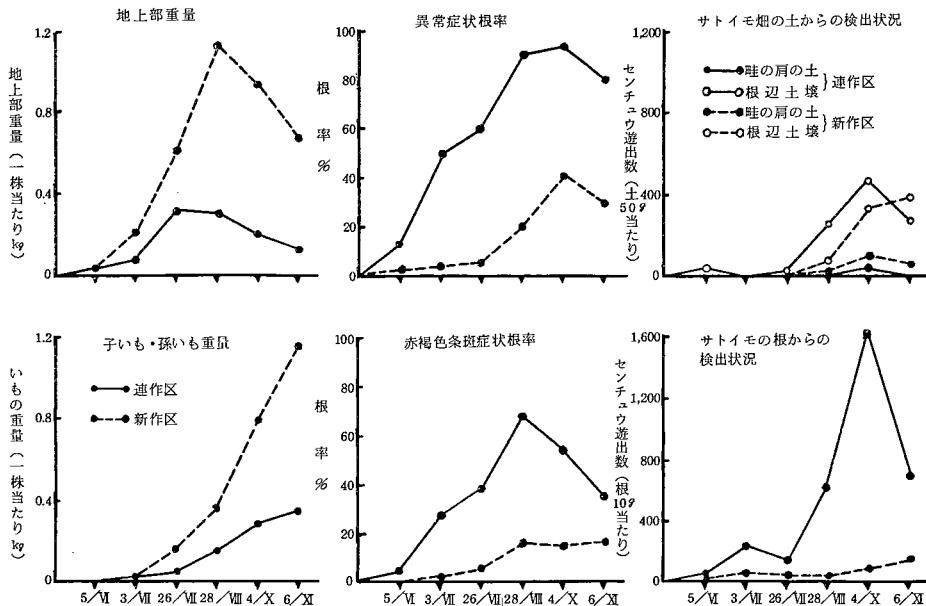 地上部重量
地上部重量(一株当たりkg)
1.2
0.8
0.4
0
異常症状根率
根率%
100
80
60
40
20
0
サトイモ畑の土からの検出状況
センチュウ遊出数(土50g当たり)
1,200
800
400
0
畦の肩の土
根辺土壌
}連作区
畦の肩の土
根辺土壌
}新作区
子いも・孫いも重量
いもの重量(一株当たりkg)
1.2
0.8
0.4
0
連作区
新作区
5/Ⅵ 3/Ⅶ 26/Ⅶ 28/Ⅷ 4/Ⅹ 6/Ⅺ
赤褐色条斑症状根率
根率%
100
80
60
40
20
0
5/Ⅵ 3/Ⅶ 26/Ⅶ 28/Ⅷ 4/Ⅹ 6/Ⅺ
サトイモの根からの
検出状況
センチュウ遊出数(根10g当たり)
1,600
1,400
800
400
0
5/Ⅵ 3/Ⅶ 26/Ⅶ 28/Ⅷ 4/Ⅹ 6/Ⅺ